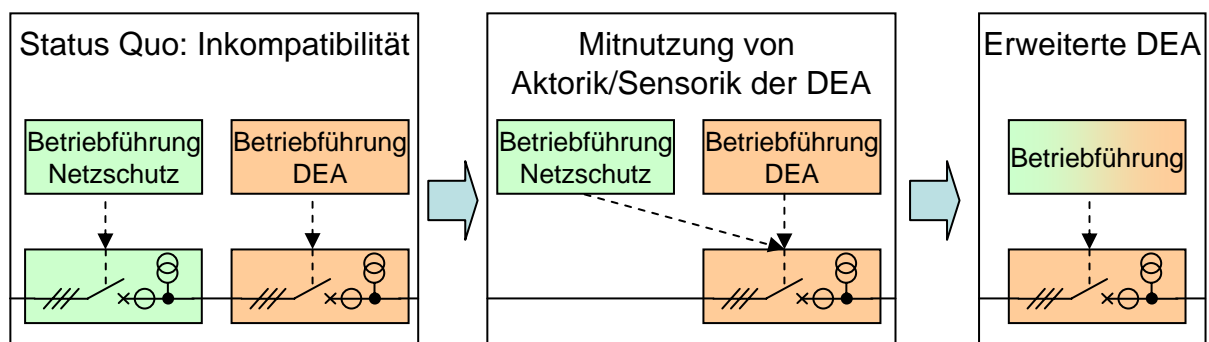 Status Quo: Inkompatibilität
Betriebführung
Netzschutz
Betriebführung
DEA
Mitnutzung von
Aktorik/Sensorik der DEA
Betriebführung
Netzschutz
Betriebführung
DEA
Erweiterte DEA
Betriebführung